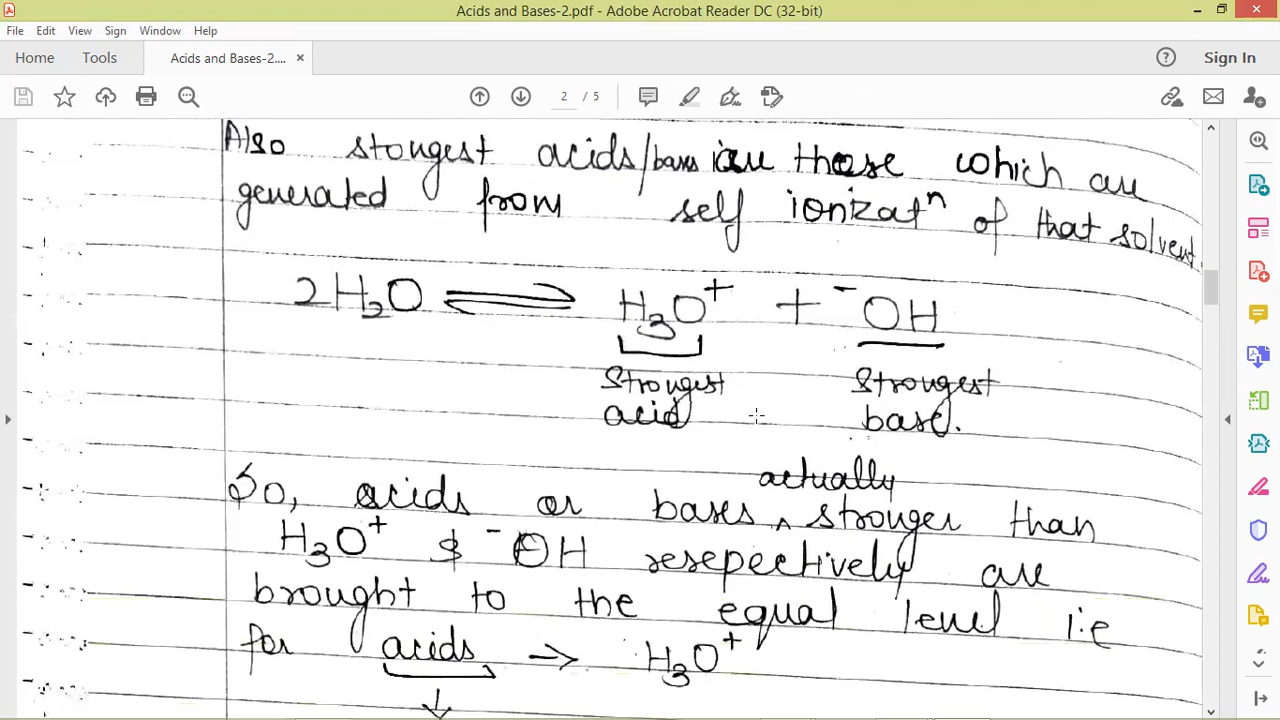 Acids and Bases-2.pdf - Adobe Acrobat Reader DC (32-bit)
File Edit View Sign Window Help
Home Tools Acids and Bases-2.... × Sign In
2 / 5
Also stongest acids/bases are those which are
generated from self ionizatⁿ of that solvent
2H₂O ⇌ H₃O⁺ + ⁻OH
Strongest acid
Strongest base.
actually
So, acids or bases ^ stronger than
H₃O⁺ & ⁻OH resepectively are
brought to the equal level i.e
for acids → H₃O⁺
↓